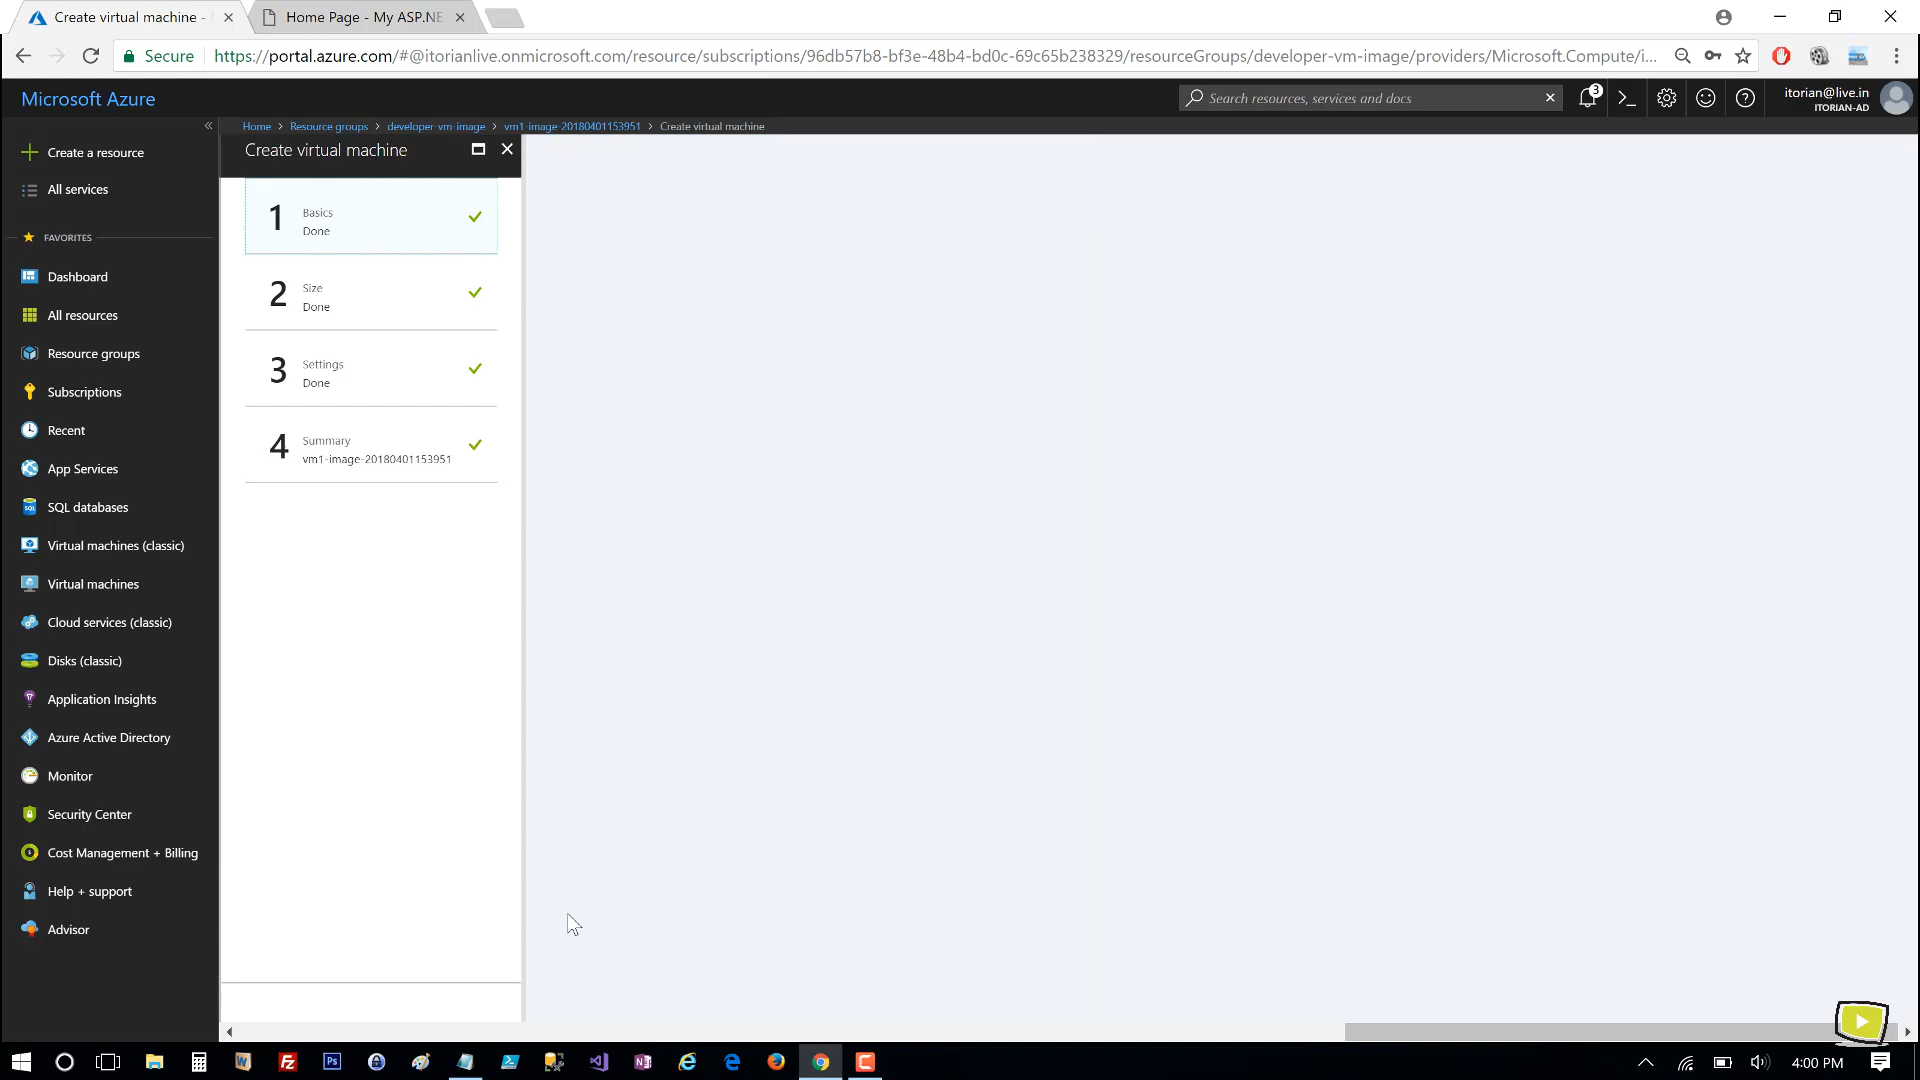 Create virtual machine -
Home Page - My ASP.NE
Secure
https://portal.azure.com/#@itorianlive.onmicrosoft.com/resource/subscriptions/96db57b8-bf3e-48b4-bd0c-69c65b238329/resourceGroups/developer-vm-image/providers/Microsoft.Compute/i...
Microsoft Azure
Search resources, services and docs
3
itorian@live.in
ITORIAN-AD
Home > Resource groups > developer-vm-image > vm1-image-20180401153951 > Create virtual machine
Create a resource
All services
FAVORITES
Dashboard
All resources
Resource groups
Subscriptions
Recent
App Services
SQL databases
Virtual machines (classic)
Virtual machines
Cloud services (classic)
Disks (classic)
Application Insights
Azure Active Directory
Monitor
Security Center
Cost Management + Billing
Help + support
Advisor
Create virtual machine
1
Basics
Done
2
Size
Done
3
Settings
Done
4
Summary
vm1-image-20180401153951
4:00 PM